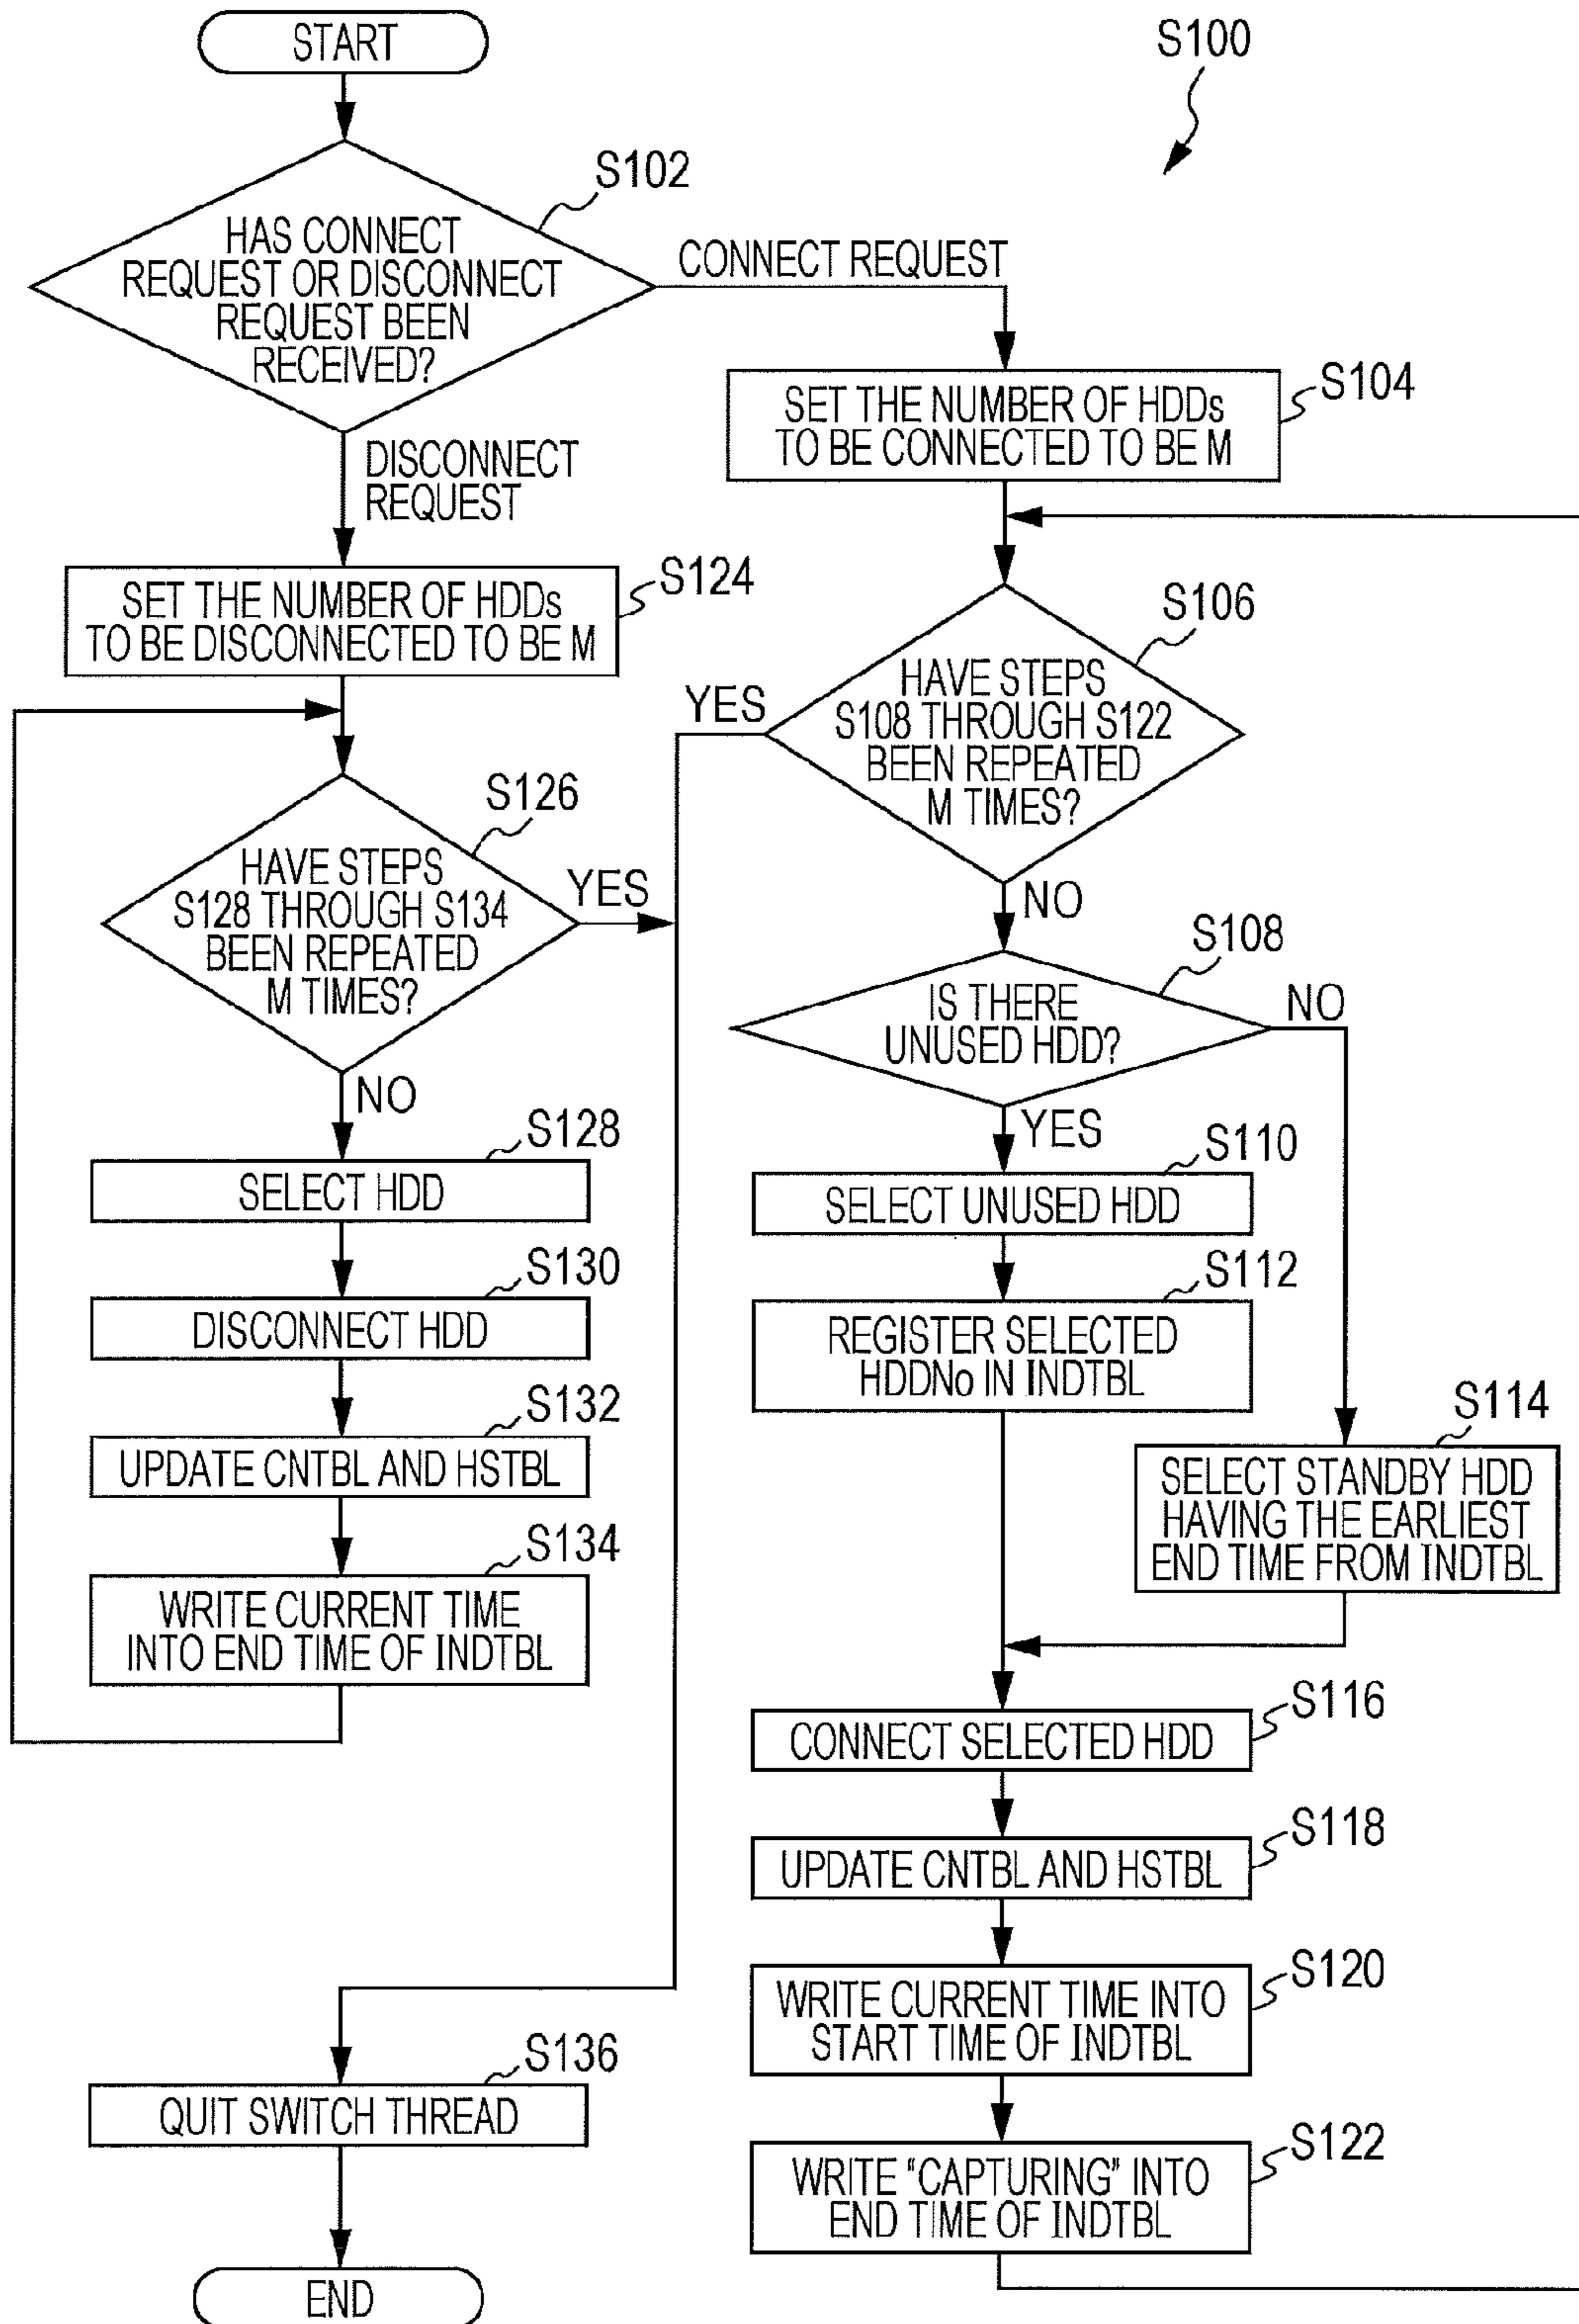 START
S100
S102
HAS CONNECT
REQUEST OR DISCONNECT
REQUEST BEEN
RECEIVED?
CONNECT REQUEST
DISCONNECT
REQUEST
S104
SET THE NUMBER OF HDDs
TO BE CONNECTED TO BE M
S124
SET THE NUMBER OF HDDs
TO BE DISCONNECTED TO BE M
S106
HAVE STEPS
S108 THROUGH S122
BEEN REPEATED
M TIMES?
YES
NO
S126
HAVE STEPS
S128 THROUGH S134
BEEN REPEATED
M TIMES?
YES
NO
S108
IS THERE
UNUSED HDD?
NO
YES
S128
SELECT HDD
S110
SELECT UNUSED HDD
S130
DISCONNECT HDD
S112
REGISTER SELECTED
HDDNo IN INDTBL
S132
UPDATE CNTBL AND HSTBL
S114
SELECT STANDBY HDD
HAVING THE EARLIEST
END TIME FROM INDTBL
S134
WRITE CURRENT TIME
INTO END TIME OF INDTBL
S116
CONNECT SELECTED HDD
S118
UPDATE CNTBL AND HSTBL
S120
WRITE CURRENT TIME INTO
START TIME OF INDTBL
S136
QUIT SWITCH THREAD
S122
WRITE "CAPTURING" INTO
END TIME OF INDTBL
END